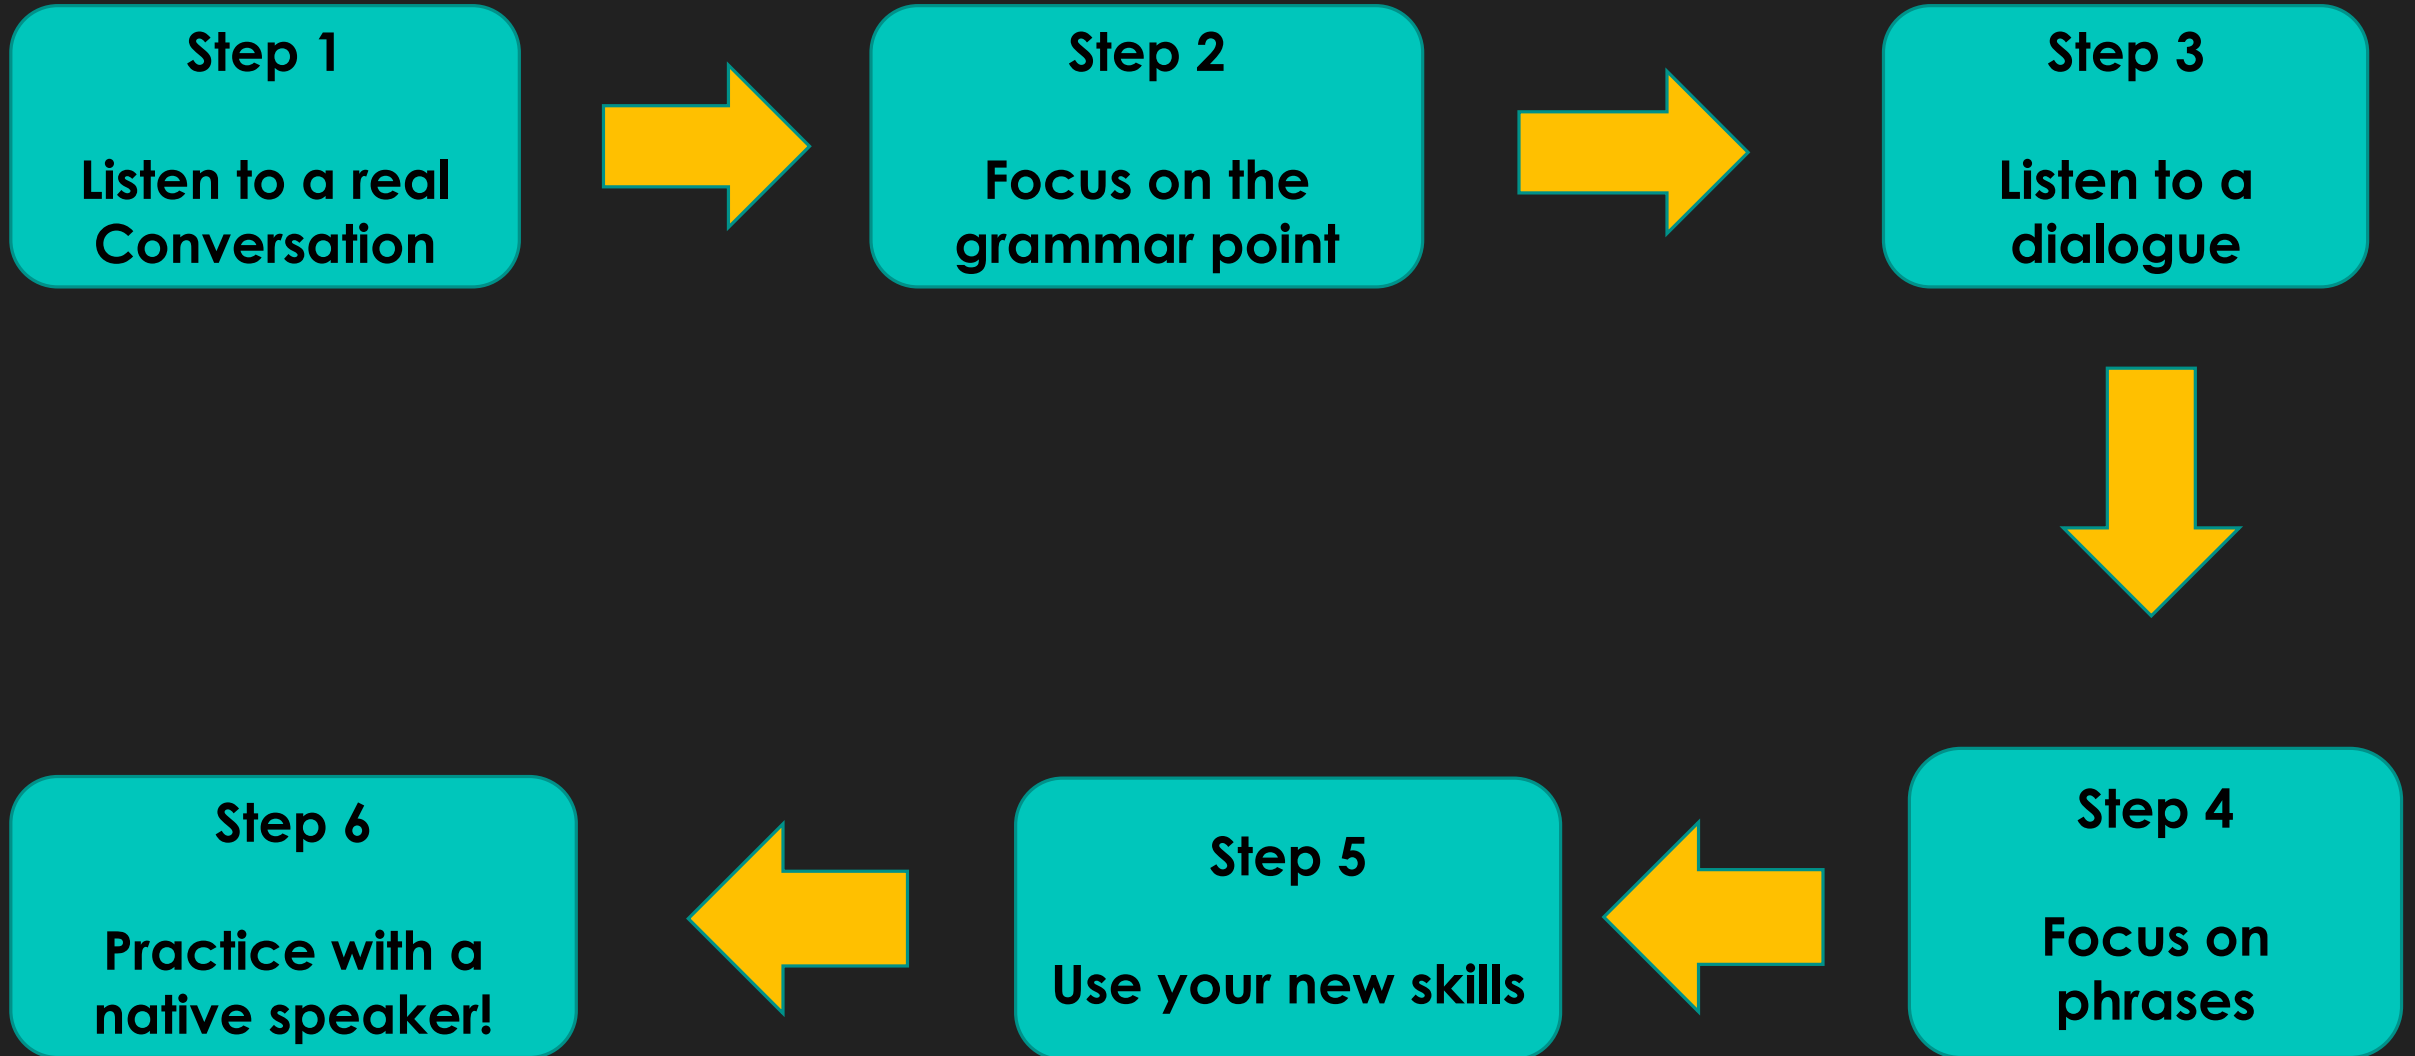 Step 1
Listen to a real
Conversation
Step 2
Focus on the
grammar point
Step 3
Listen to a
dialogue
Step 4
Focus on
phrases
Step 5
Use your new skills
Step 6
Practice with a
native speaker!